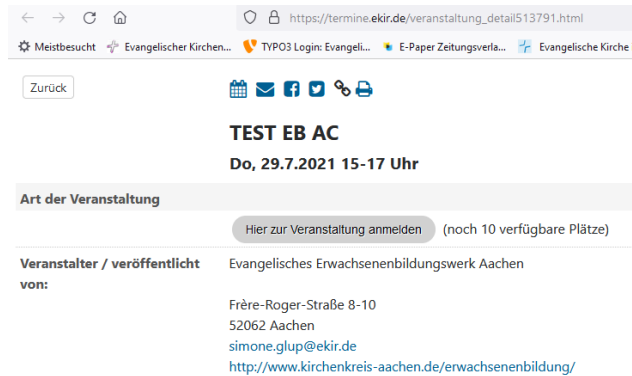 https://termine.ekir.de/veranstaltung_detail513791.html
Meistbesucht Evangelischer Kirchen... TYPO3 Login: Evangeli... E-Paper Zeitungsverla... Evangelische Kirche
Zurück
TEST EB AC
Do, 29.7.2021 15-17 Uhr
Art der Veranstaltung
Hier zur Veranstaltung anmelden (noch 10 verfügbare Plätze)
Veranstalter / veröffentlicht Evangelisches Erwachsenenbildungswerk Aachen
von:
Frère-Roger-Straße 8-10
52062 Aachen
simone.glup@ekir.de
http://www.kirchenkreis-aachen.de/erwachsenenbildung/